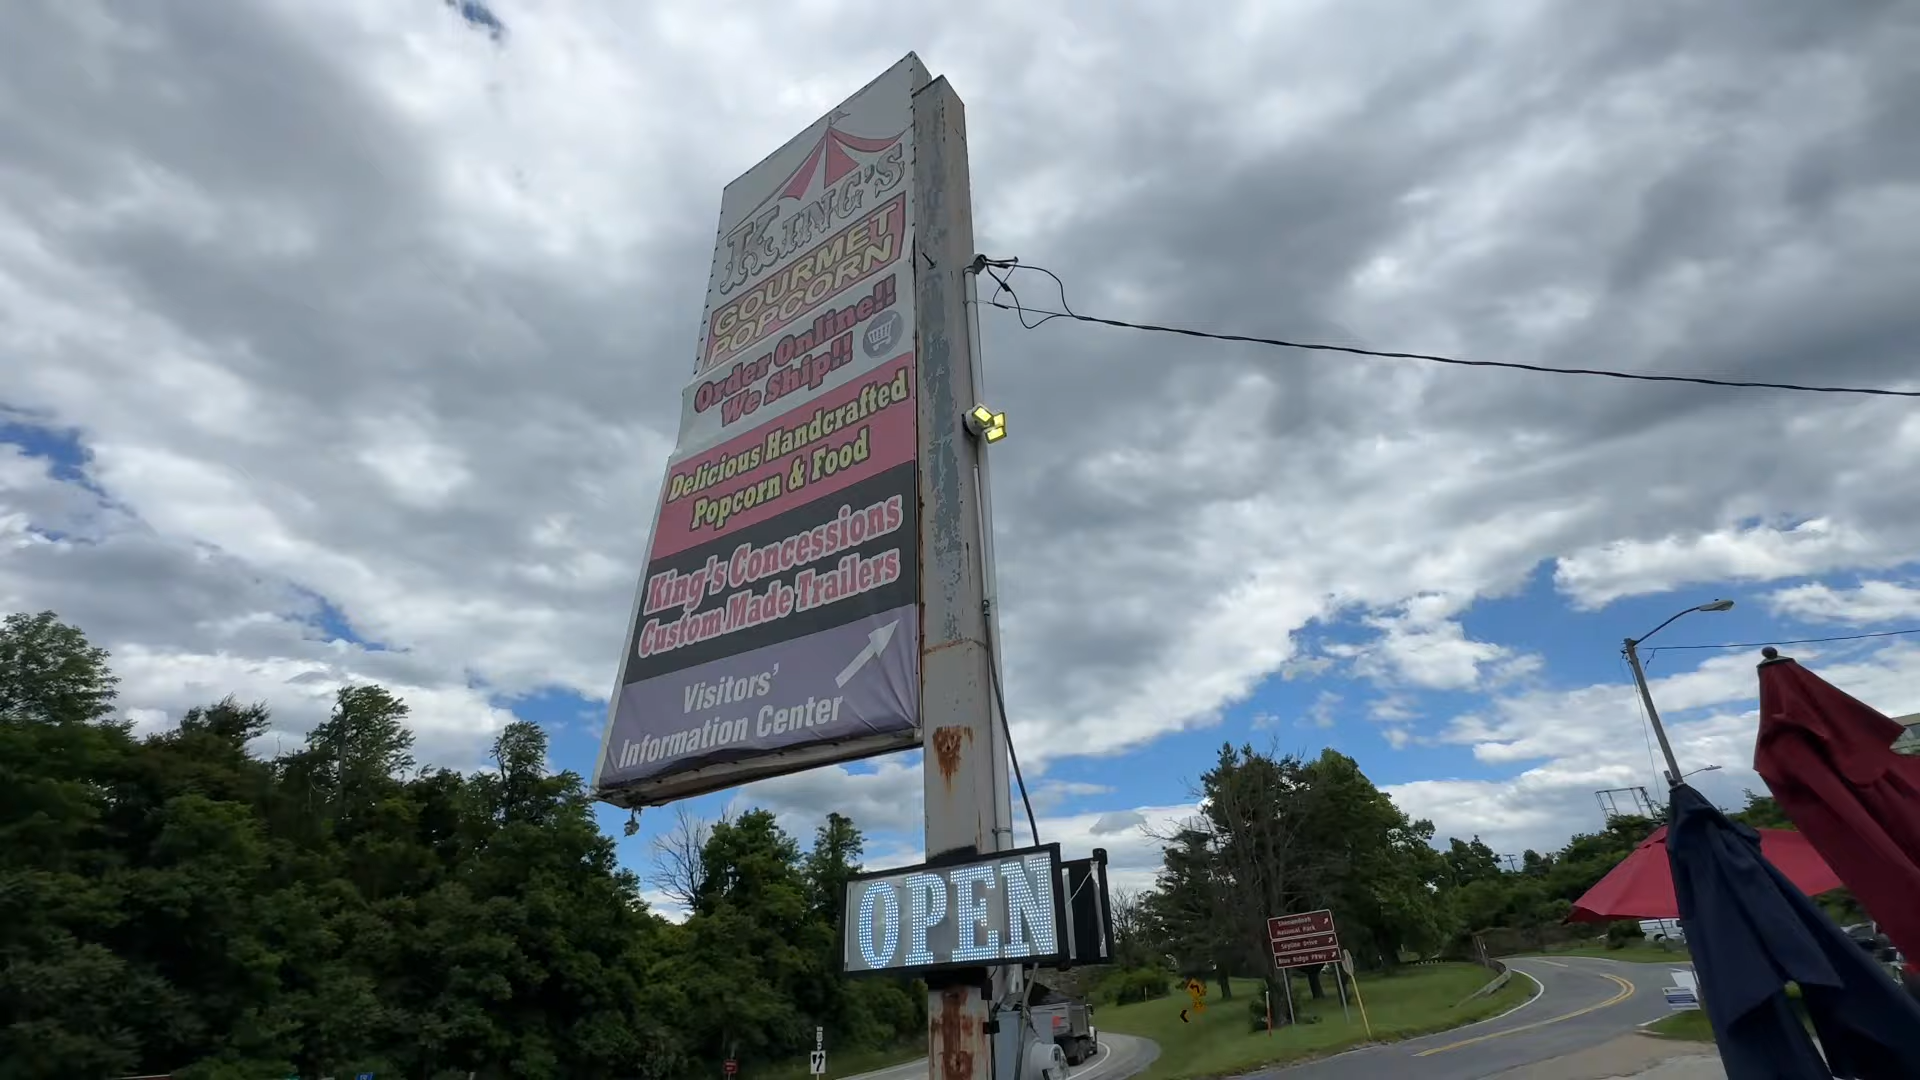 KING'S
GOURMET
POPCORN
Order Online!!
We Ship!!
Delicious Handcrafted
Popcorn & Food
King's Concessions
Custom Made Trailers
Visitors'
Information Center
OPEN
Shenandoah
National Park
Skyline Drive
Blue Ridge Pkwy